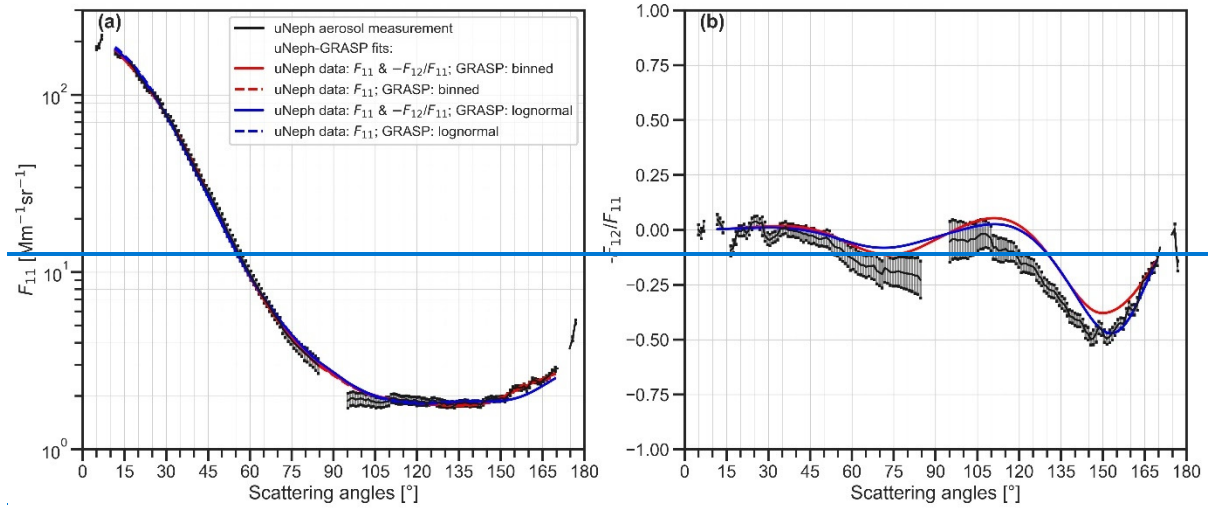 (a)
uNeph aerosol measurement
uNeph-GRASP fits:
uNeph data: F₁₁ & −F₁₂/F₁₁; GRASP: binned
uNeph data: F₁₁; GRASP: binned
uNeph data: F₁₁ & −F₁₂/F₁₁; GRASP: lognormal
uNeph data: F₁₁; GRASP: lognormal
F₁₁ [Mm⁻¹sr⁻¹]
10²
10¹
10⁰
0 15 30 45 60 75 90 105 120 135 150 165 180
Scattering angles [°]
(b)
-F₁₂/F₁₁
1.00
0.75
0.50
0.25
0.00
−0.25
−0.50
−0.75
−1.00
0 15 30 45 60 75 90 105 120 135 150 165 180
Scattering angles [°]